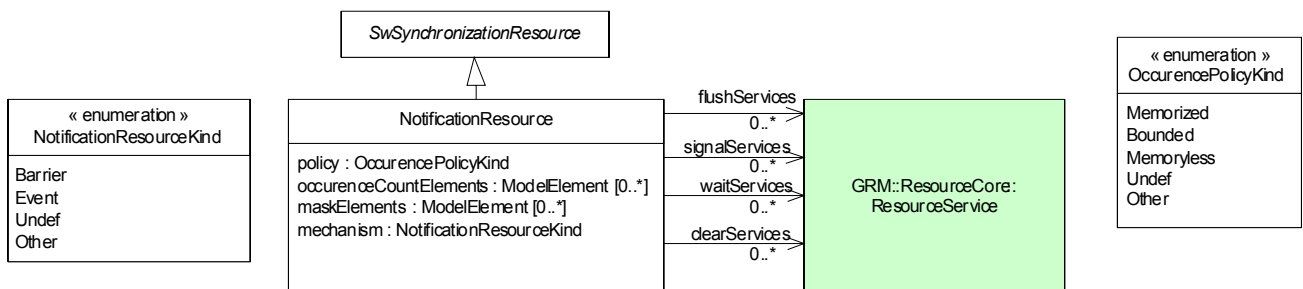 SwSynchronizationResource
« enumeration »
NotificationResourceKind
Barrier
Event
Undef
Other
NotificationResource
policy : OccurencePolicyKind
occurenceCountElements : ModelElement [0..*]
maskElements : ModelElement [0..*]
mechanism : NotificationResourceKind
flushServices
0..*
signalServices
0..*
waitServices
0..*
clearServices
0..*
GRM::ResourceCore:
ResourceService
« enumeration »
OccurencePolicyKind
Memorized
Bounded
Memoryless
Undef
Other